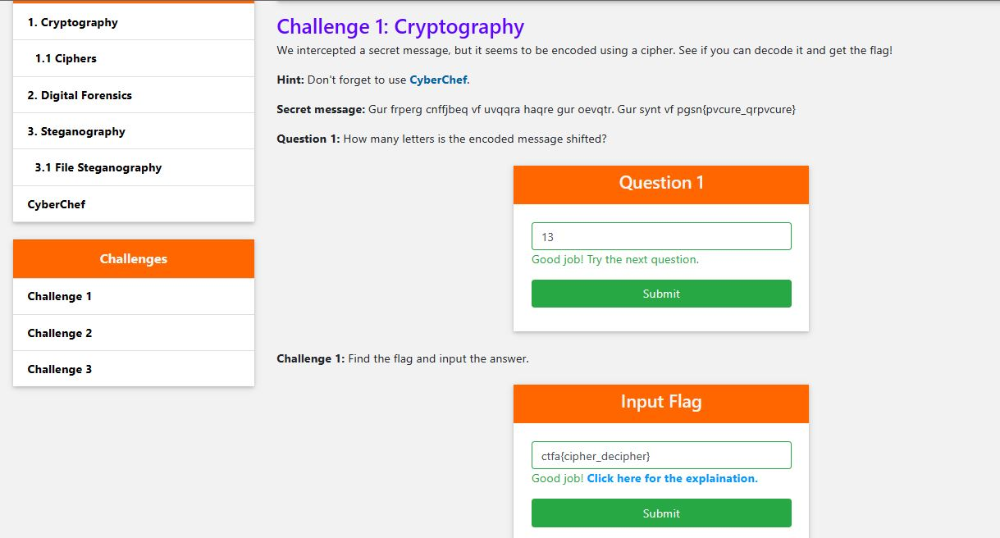 1. Cryptography
1.1 Ciphers
2. Digital Forensics
3. Steganography
3.1 File Steganography
CyberChef
Challenges
Challenge 1
Challenge 2
Challenge 3
Challenge 1: Cryptography
We intercepted a secret message, but it seems to be encoded using a cipher. See if you can decode it and get the flag!
Hint: Don't forget to use CyberChef.
Secret message: Gur frperg cnffjbeq vf uvqqra haqre gur oevqtr. Gur synt vf pgsn{pvcure_qrpvcure}
Question 1: How many letters is the encoded message shifted?
Question 1
13
Good job! Try the next question.
Submit
Challenge 1: Find the flag and input the answer.
Input Flag
ctfa{cipher_decipher}
Good job! Click here for the explaination.
Submit